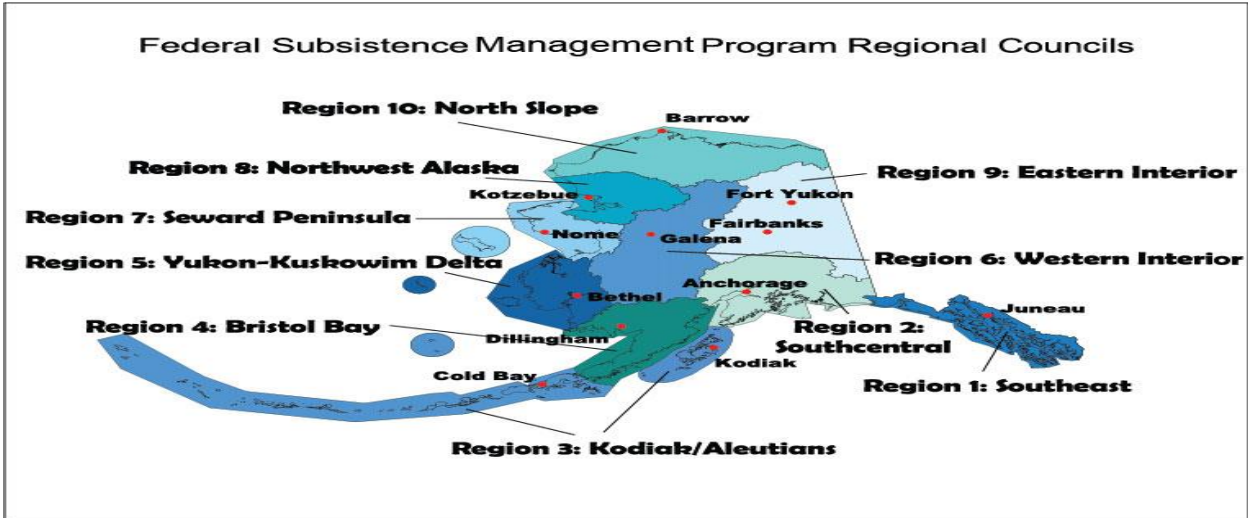 Federal Subsistence Management Program Regional Councils
Region 10: North Slope
Barrow
Region 8: Northwest Alaska
Region 9: Eastern Interior
Kotzebue
Fort Yukon
Region 7: Seward Peninsula
Nome
Galena
Fairbanks
Region 5: Yukon-Kuskowim Delta
Region 6: Western Interior
Bethel
Anchorage
Juneau
Region 4: Bristol Bay
Dillingham
Region 2:
Southcentral
Kodiak
Cold Bay
Region 1: Southeast
Region 3: Kodiak/Aleutians